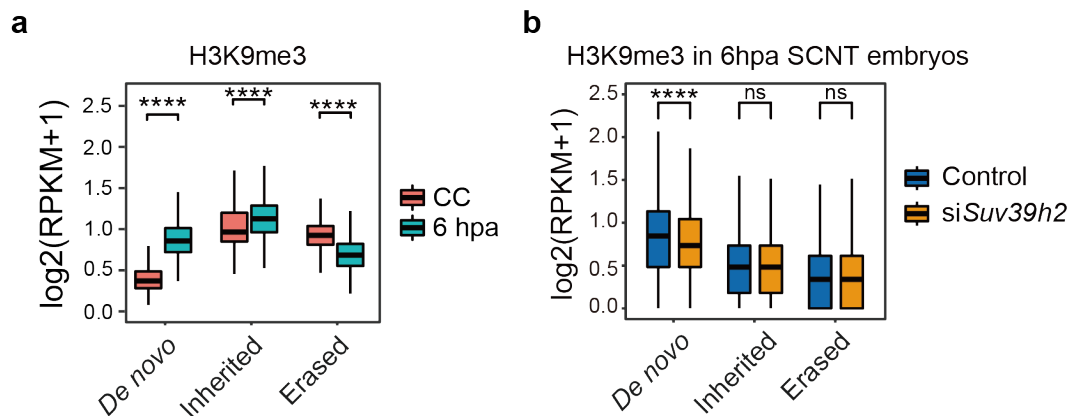 a
H3K9me3
log2(RPKM+1)
2.5
2.0
1.5
1.0
0.5
0.0
****
****
****
De novo
Inherited
Erased
CC
6 hpa
b
H3K9me3 in 6hpa SCNT embryos
log2(RPKM+1)
2.5
2.0
1.5
1.0
0.5
0.0
****
ns
ns
De novo
Inherited
Erased
Control
siSuv39h2